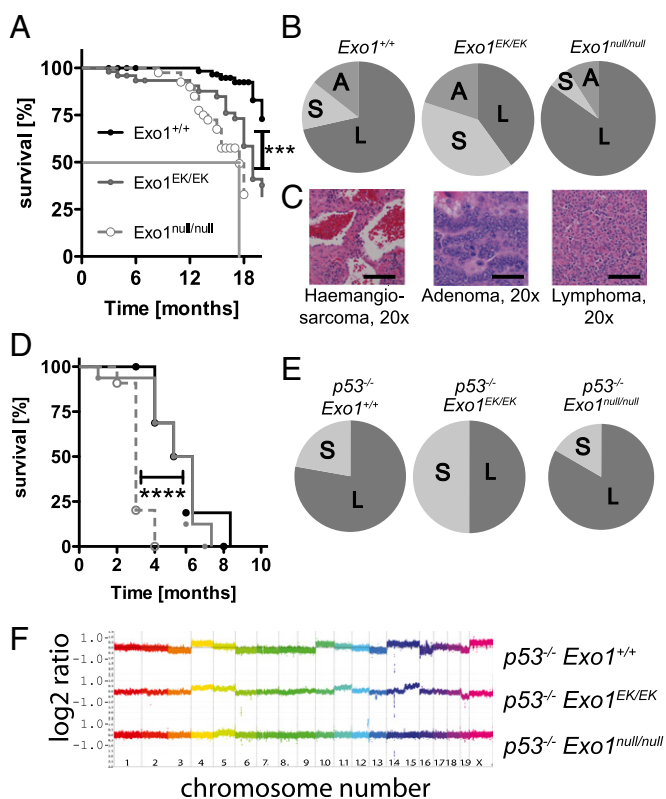 A
survival [%]
100
75
50
25
0
Exo1+/+
Exo1EK/EK
Exo1null/null
***
0 6 12 18
Time [months]
B
Exo1+/+
Exo1EK/EK
Exo1null/null
A
S
L
A
S
L
A
S
L
C
Haemangio-
sarcoma, 20x
Adenoma, 20x
Lymphoma,
20x
D
survival [%]
100
75
50
25
0
****
0 2 4 6 8 10
Time [months]
E
p53-/-
Exo1+/+
p53-/-
Exo1EK/EK
p53-/-
Exo1null/null
S
L
S
L
S
L
F
log2 ratio
1.0
-1.0
1.0
-1.0
1.0
-1.0
p53-/- Exo1+/+
p53-/- Exo1EK/EK
p53-/- Exo1null/null
1 2 3 4 5 6 7 8 9 10 11 12 13 14 15 16 17 18 19 X
chromosome number